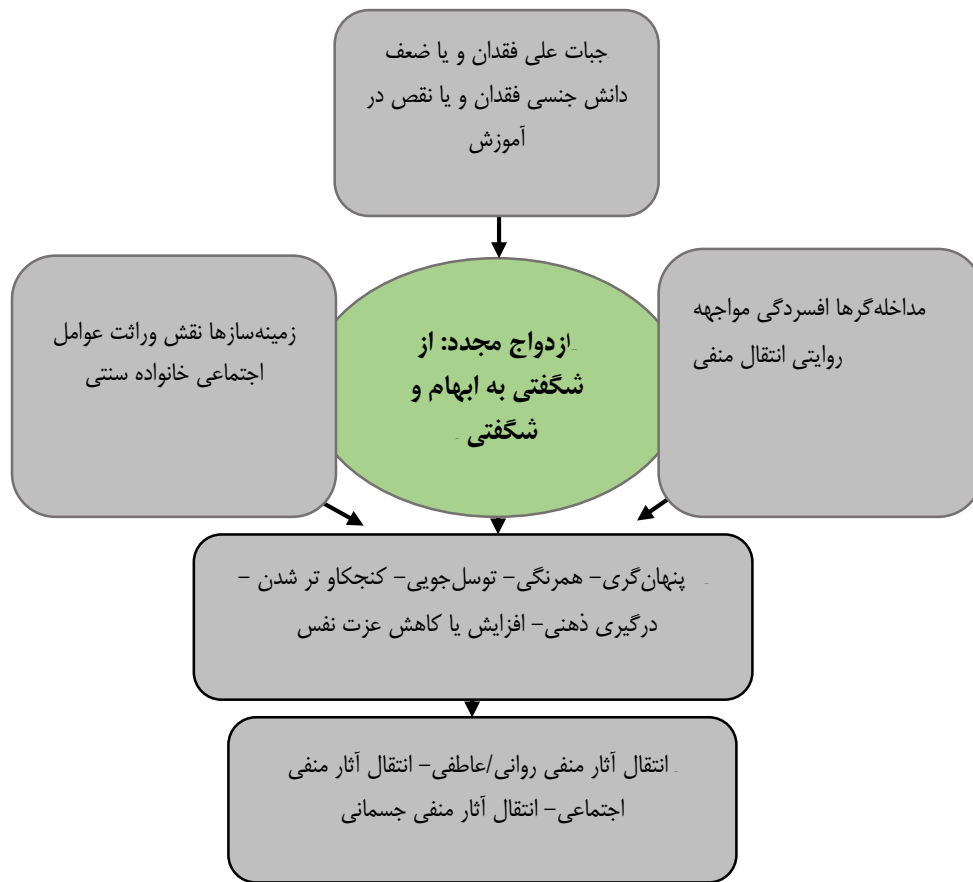 جبات علی فقدان و یا ضعف
دانش جنسی فقدان و یا نقص در
آموزش
مداخله‌گرها افسردگی مواجهه
روایتی انتقال منفی
ازدواج مجدد: از
شگفتی به ابهام و
شگفتی
زمینه‌سازها نقش وراثت عوامل
اجتماعی خانواده سنتی
پنهان‌گری– همرنگی– توسل‌جویی– کنجکاو تر شدن –
درگیری ذهنی– افزایش یا کاهش عزت نفس
انتقال آثار منفی روانی/عاطفی– انتقال آثار منفی
اجتماعی– انتقال آثار منفی جسمانی